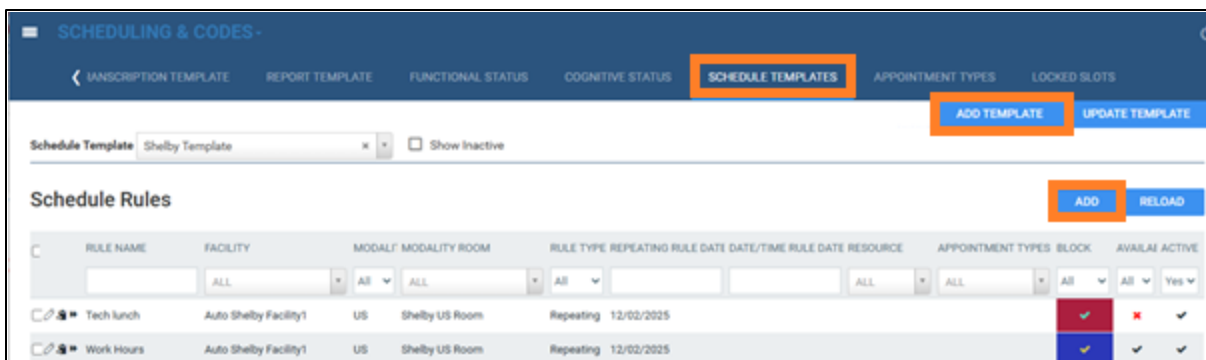 SCHEDULING & CODES
IANSCRIPTION TEMPLATE REPORT TEMPLATE FUNCTIONAL STATUS COGNITIVE STATUS SCHEDULE TEMPLATES APPOINTMENT TYPES LOCKED SLOTS
ADD TEMPLATE UPDATE TEMPLATE
Schedule Template Shelby Template Show Inactive
Schedule Rules ADD RELOAD
RULE NAME FACILITY MODALI MODALITY ROOM RULE TYPE REPEATING RULE DATE DATE/TIME RULE DATE RESOURCE APPOINTMENT TYPES BLOCK AVAILAI ACTIVE
ALL All ALL All ALL ALL All All Yes
Tech lunch Auto Shelby Facility1 US Shelby US Room Repeating 12/02/2025
Work Hours Auto Shelby Facility1 US Shelby US Room Repeating 12/02/2025